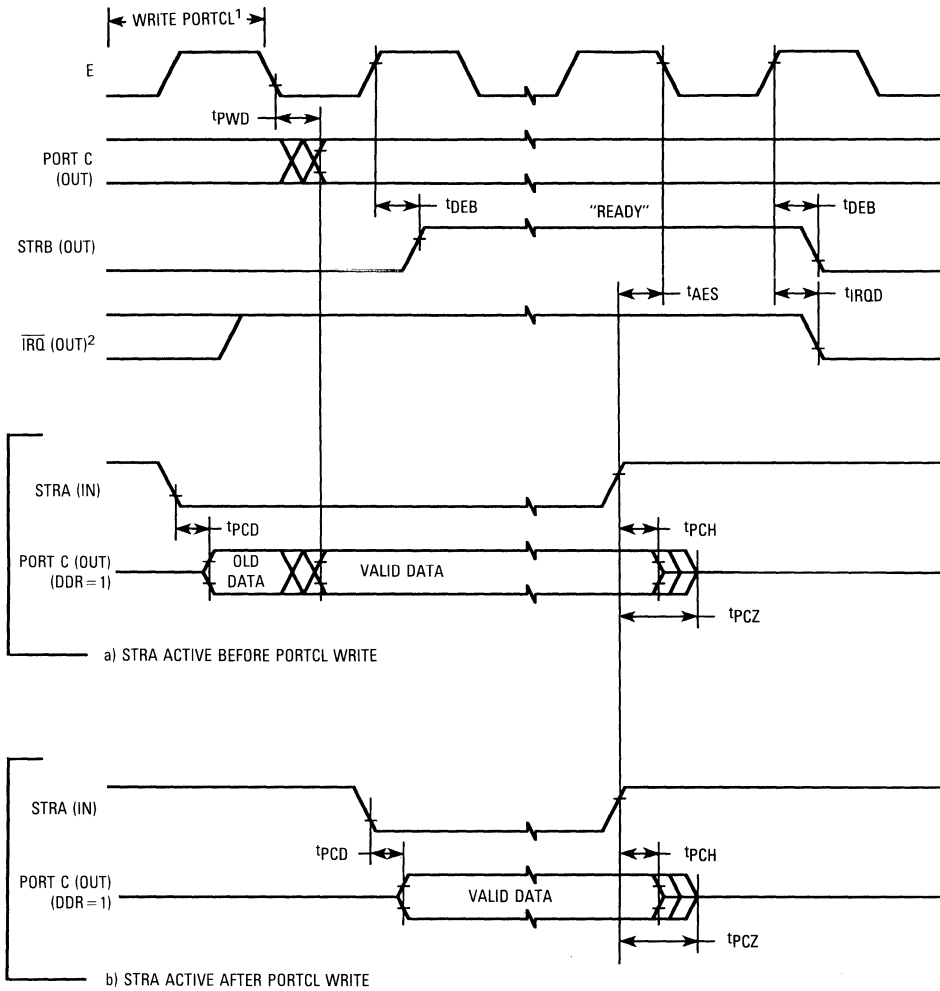 WRITE PORTCL¹
E
tPWD
PORT C
(OUT)
tDEB
"READY"
tDEB
STRB (OUT)
tAES
tIRQD
IRQ (OUT)²
STRA (IN)
tPCD
tPCH
PORT C (OUT)
(DDR = 1)
OLD
DATA
VALID DATA
tPCZ
a) STRA ACTIVE BEFORE PORTCL WRITE
STRA (IN)
tPCD
tPCH
PORT C (OUT)
(DDR = 1)
VALID DATA
tPCZ
b) STRA ACTIVE AFTER PORTCL WRITE